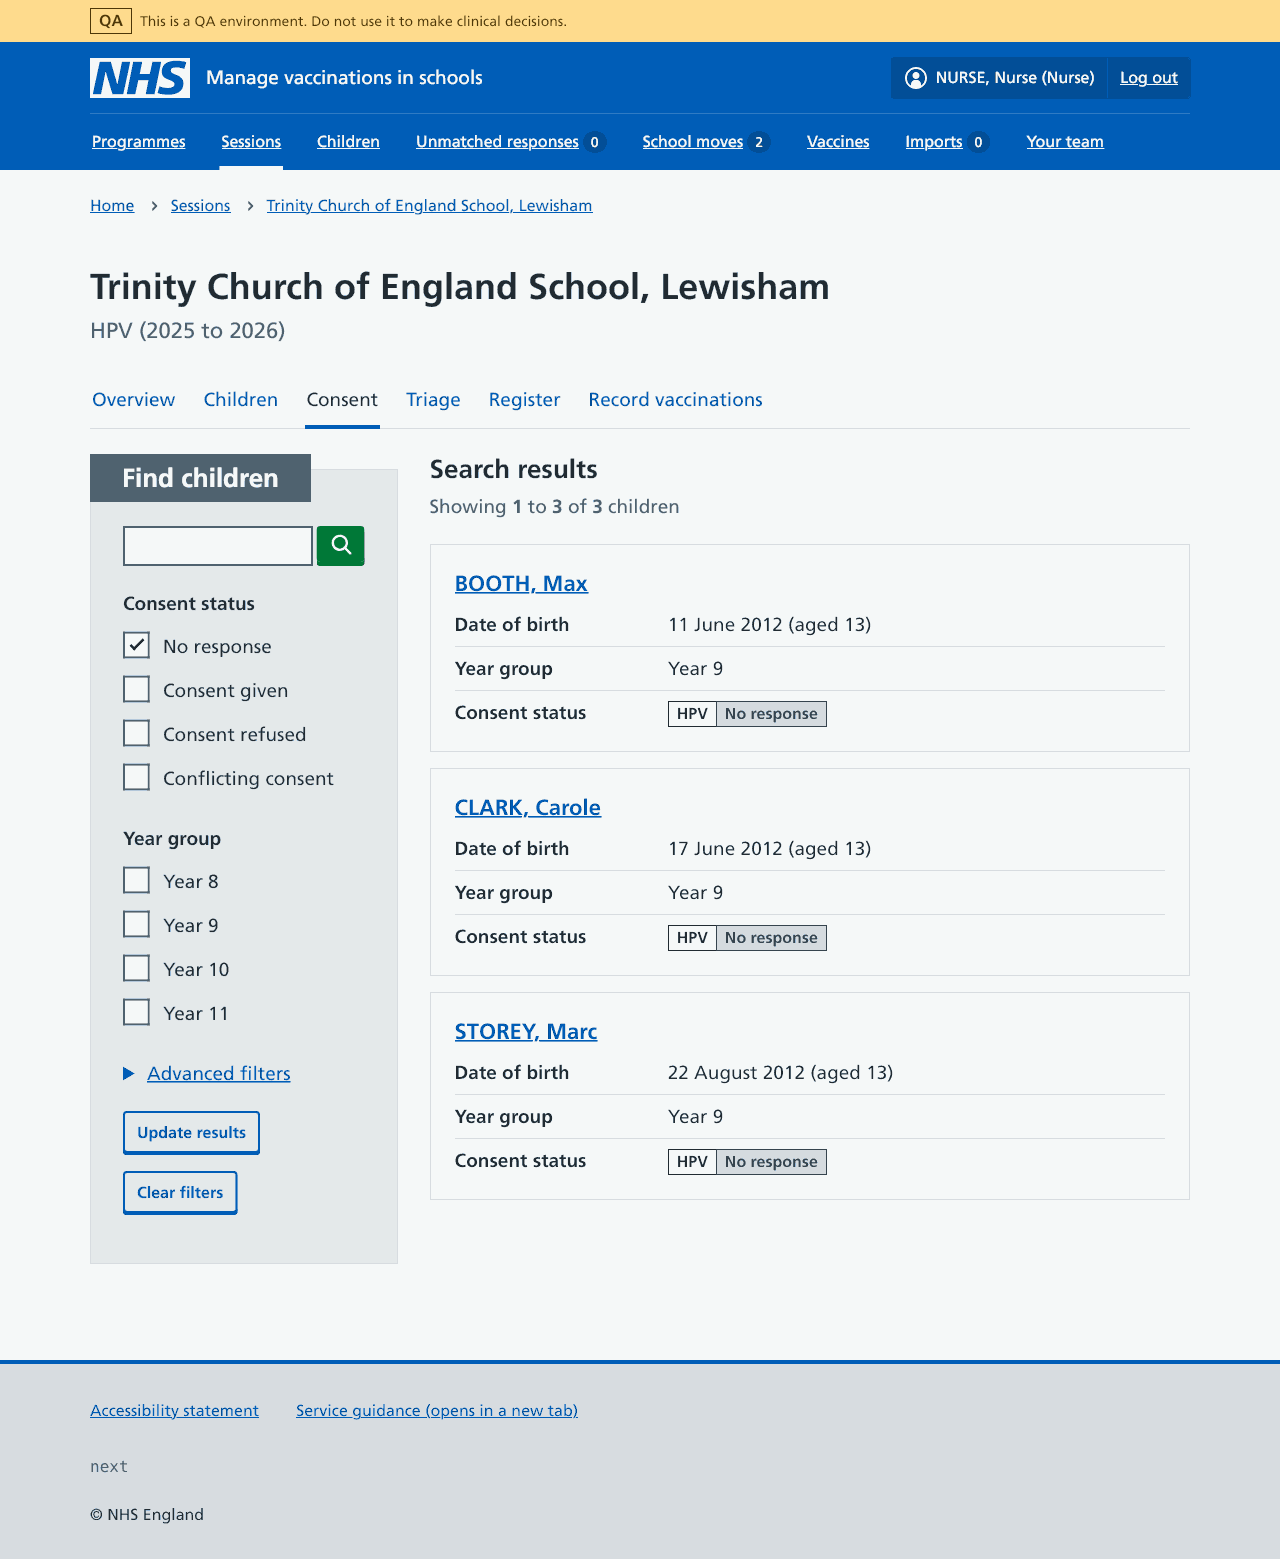 QA This is a QA environment. Do not use it to make clinical decisions.
NHS Manage vaccinations in schools NURSE, Nurse (Nurse) Log out
Programmes Sessions Children Unmatched responses 0 School moves 2 Vaccines Imports 0 Your team
Home Sessions Trinity Church of England School, Lewisham
Trinity Church of England School, Lewisham
HPV (2025 to 2026)
Overview Children Consent Triage Register Record vaccinations
Find children
Consent status
No response
Consent given
Consent refused
Conflicting consent
Year group
Year 8
Year 9
Year 10
Year 11
Advanced filters
Update results
Clear filters
Search results
Showing 1 to 3 of 3 children
BOOTH, Max
Date of birth 11 June 2012 (aged 13)
Year group Year 9
Consent status HPV No response
CLARK, Carole
Date of birth 17 June 2012 (aged 13)
Year group Year 9
Consent status HPV No response
STOREY, Marc
Date of birth 22 August 2012 (aged 13)
Year group Year 9
Consent status HPV No response
Accessibility statement Service guidance (opens in a new tab)
next
© NHS England